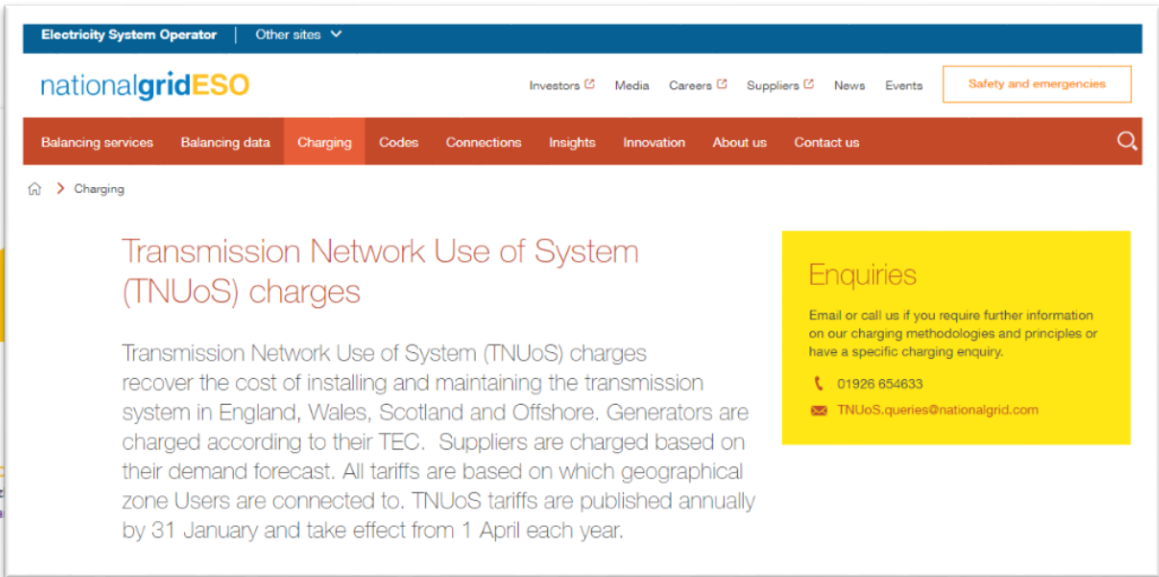 Electricity System Operator | Other sites
nationalgridESO
Investors Media Careers Suppliers News Events Safety and emergencies
Balancing services Balancing data Charging Codes Connections Insights Innovation About us Contact us
Charging
Transmission Network Use of System
(TNUoS) charges
Transmission Network Use of System (TNUoS) charges
recover the cost of installing and maintaining the transmission
system in England, Wales, Scotland and Offshore. Generators are
charged according to their TEC. Suppliers are charged based on
their demand forecast. All tariffs are based on which geographical
zone Users are connected to. TNUoS tariffs are published annually
by 31 January and take effect from 1 April each year.
Enquiries
Email or call us if you require further information
on our charging methodologies and principles or
have a specific charging enquiry.
01926 654633
TNUoS.queries@nationalgrid.com